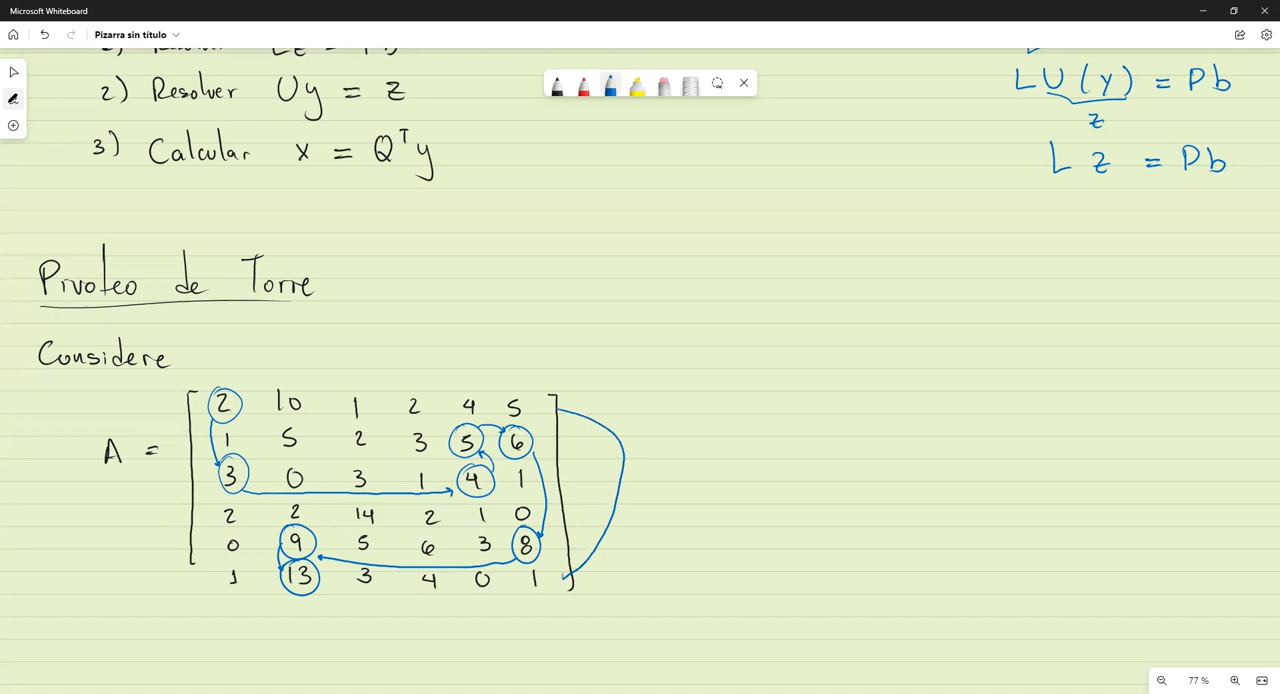 Microsoft Whiteboard
Pizarra sin título
2) Resolver Uy = z
3) Calcular x = Qᵀy
LU(y) = Pb
z
Lz = Pb
Pivoteo de Torre
Considere
A =
2 10 1 2 4 5
1 5 2 3 5 6
3 0 3 1 4 1
2 2 14 2 1 0
0 9 5 6 3 8
1 13 3 4 0 1
77 %